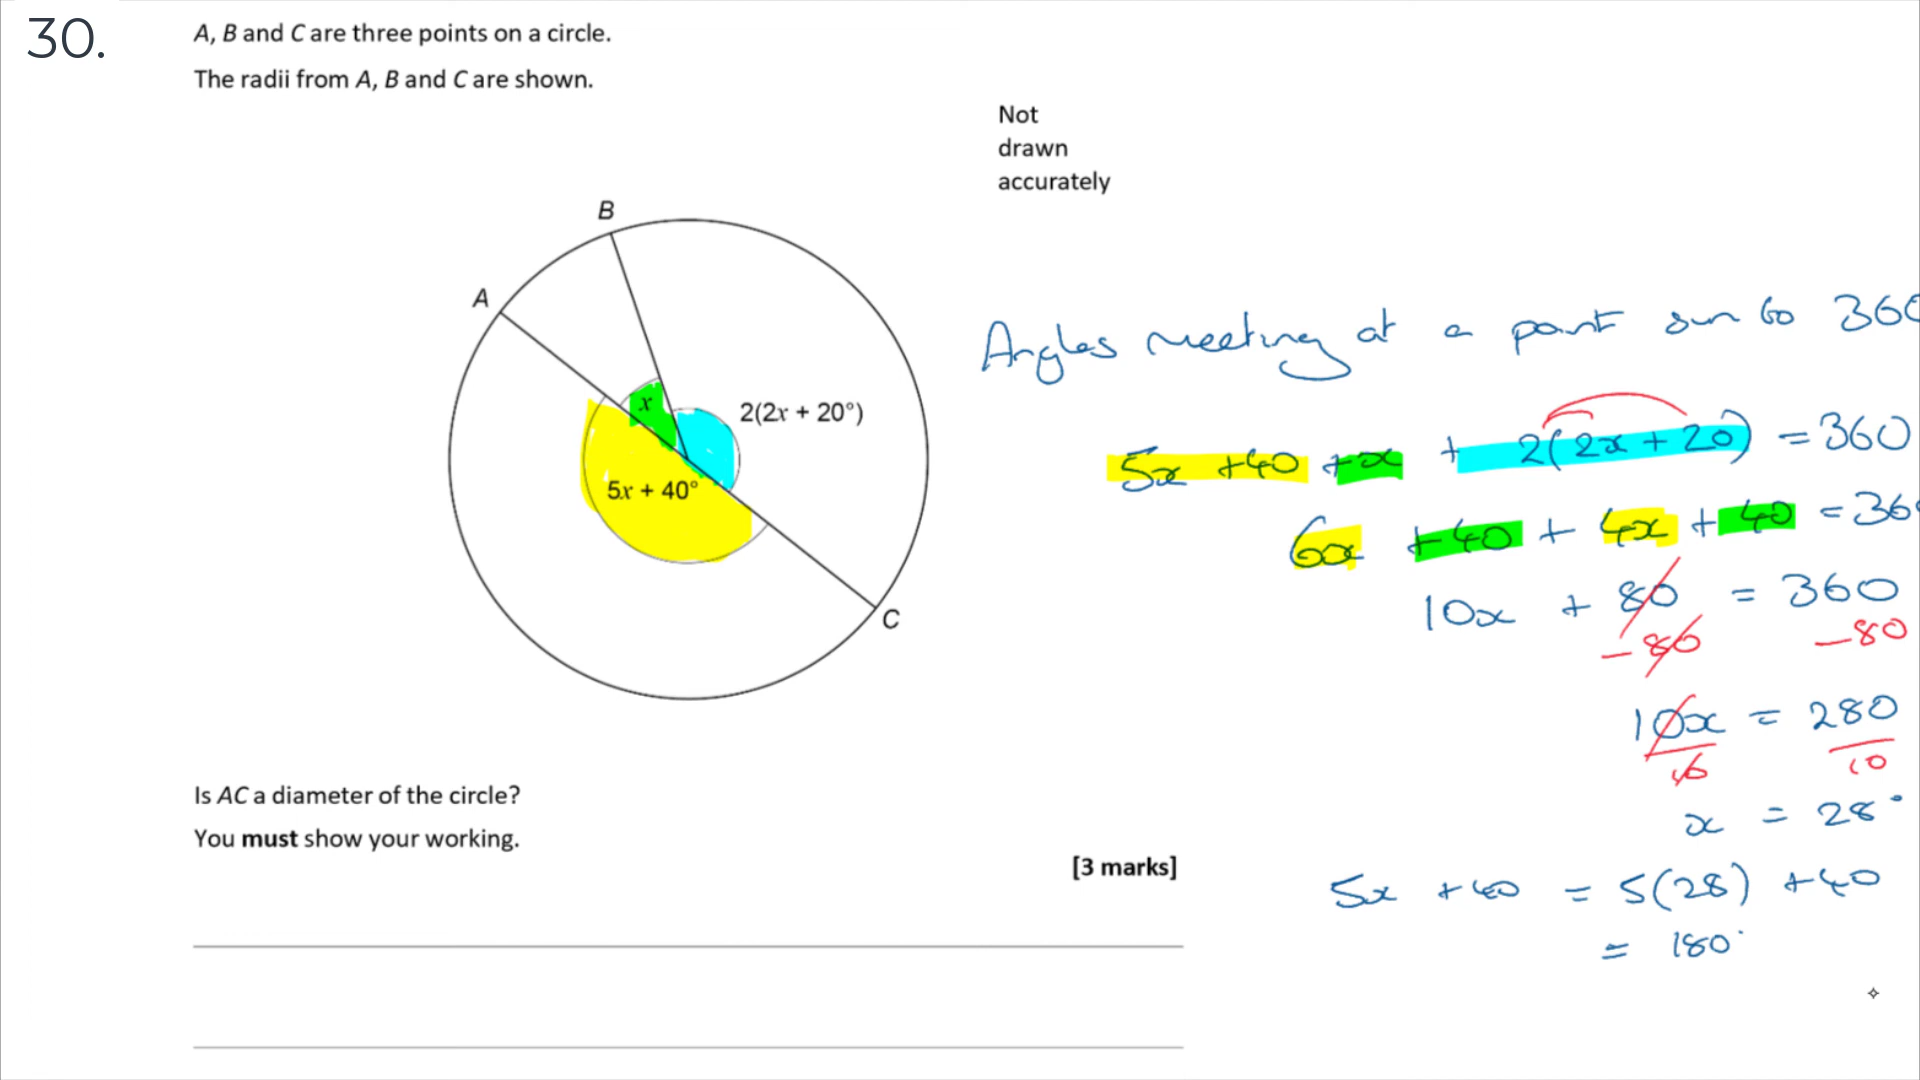 30.
A, B and C are three points on a circle.
The radii from A, B and C are shown.
Not
drawn
accurately
B
A
x
2(2x + 20°)
5x + 40°
C
Angles meeting at a point sum to 360
5x +40 +x + 2(2x + 20) = 360
6x +40 + 4x + 40 = 360
10x + 80 = 360
-80 -80
10x = 280
10 10
x = 28°
5x + 40 = 5(28) + 40
= 180°
Is AC a diameter of the circle?
You must show your working.
[3 marks]